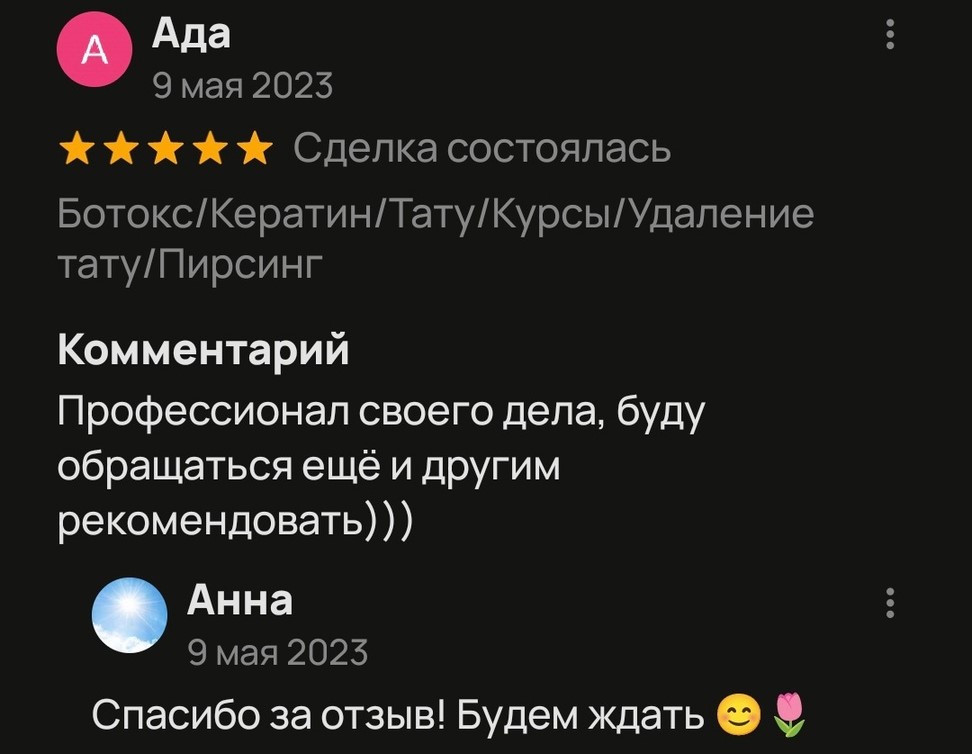 А
Ада
9 мая 2023
Сделка состоялась
Ботокс/Кератин/Тату/Курсы/Удаление
тату/Пирсинг
Комментарий
Профессионал своего дела, буду
обращаться ещё и другим
рекомендовать)))
Анна
9 мая 2023
Спасибо за отзыв! Будем ждать 😊🌷